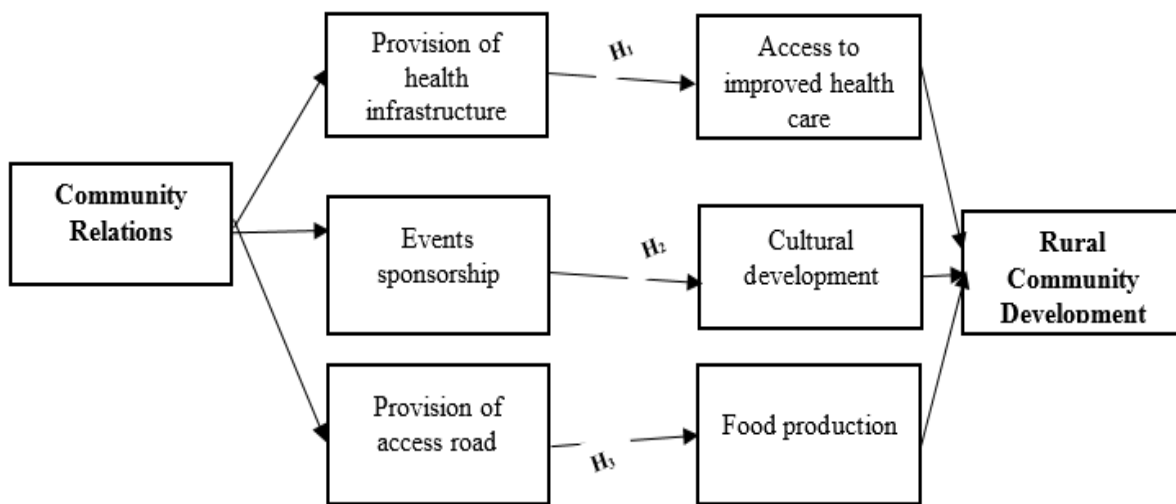 Provision of
health
infrastructure
H₁
Access to
improved health
care
Community
Relations
Events
sponsorship
H₂
Cultural
development
Rural
Community
Development
Provision of
access road
H₃
Food production